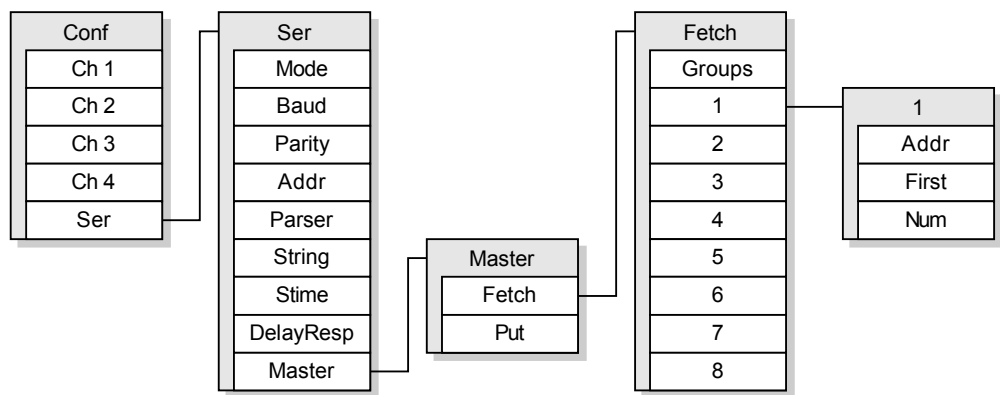 Conf
Ch 1
Ch 2
Ch 3
Ch 4
Ser
Ser
Mode
Baud
Parity
Addr
Parser
String
Stime
DelayResp
Master
Master
Fetch
Put
Fetch
Groups
1
2
3
4
5
6
7
8
1
Addr
First
Num